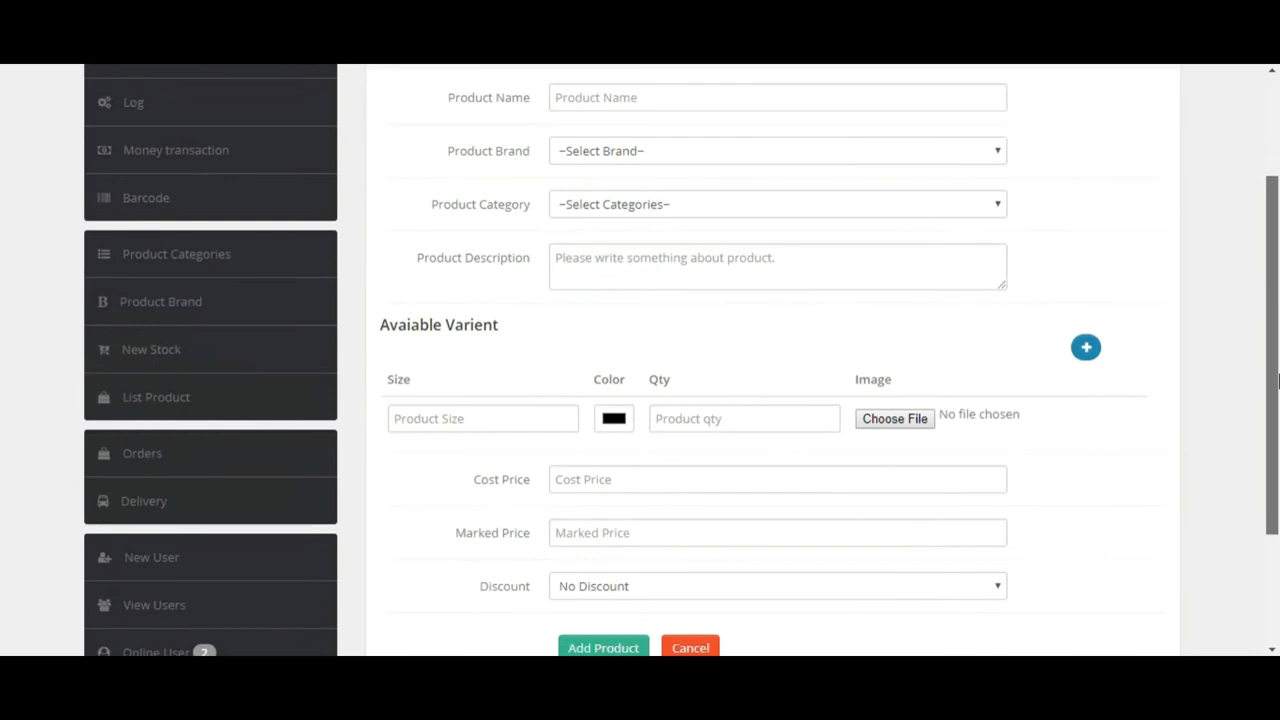 Log
Money transaction
Barcode
Product Categories
B Product Brand
New Stock
List Product
Orders
Delivery
New User
View Users
Online User 2
Product Name Product Name
Product Brand −Select Brand−
Product Category −Select Categories−
Product Description Please write something about product.
Avaiable Varient
+
Size Color Qty Image
Product Size Product qty Choose File No file chosen
Cost Price Cost Price
Marked Price Marked Price
Discount No Discount
Add Product Cancel